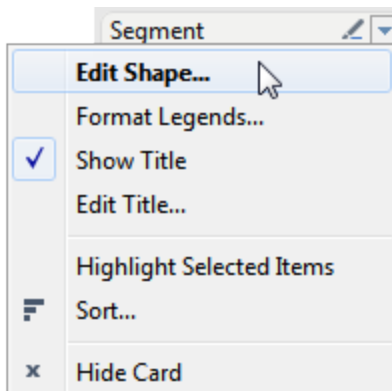 Segment
Edit Shape...
Format Legends...
Show Title
Edit Title...
Highlight Selected Items
Sort...
Hide Card